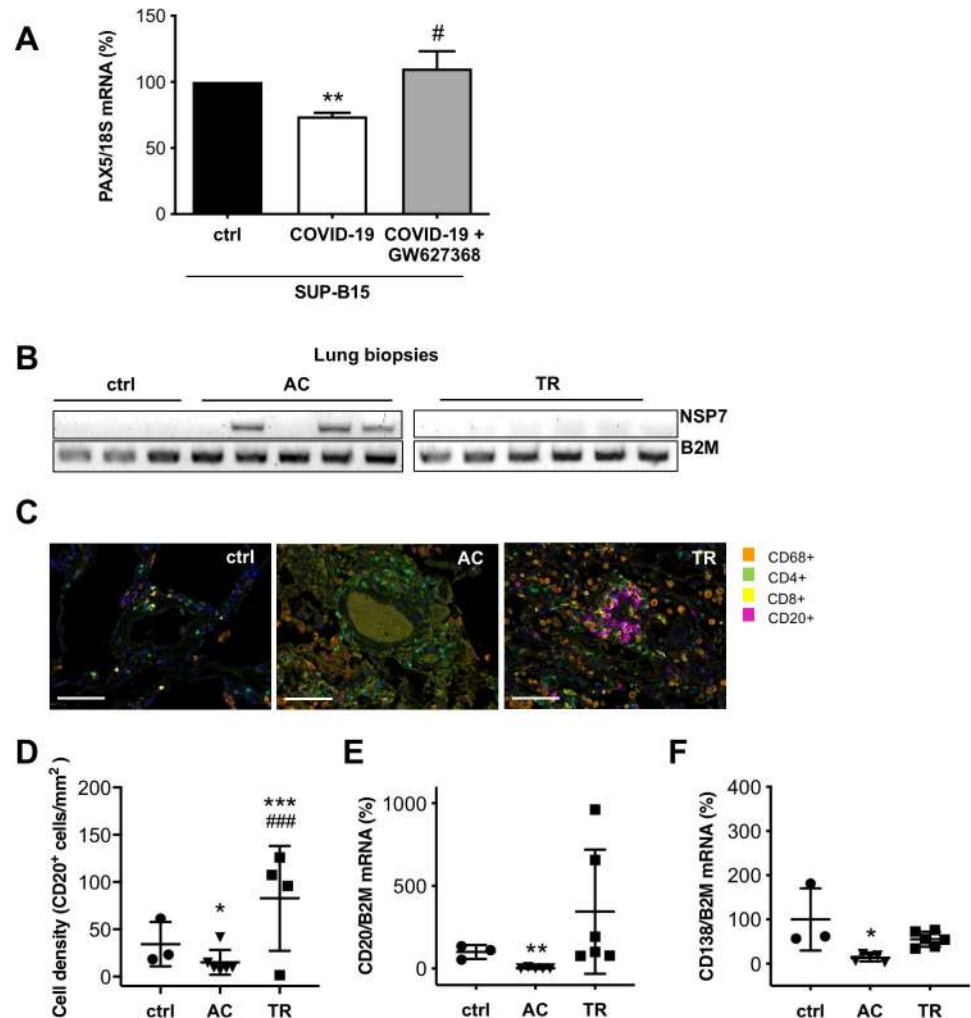 A
PAX5/18S mRNA (%)
150
100
50
0
**
#
ctrl
COVID-19
COVID-19 +
GW627368
SUP-B15
B
Lung biopsies
ctrl
AC
TR
NSP7
B2M
C
ctrl
AC
TR
CD68+
CD4+
CD8+
CD20+
D
Cell density (CD20+ cells/mm2 )
200
150
100
50
0
*
***
###
ctrl
AC
TR
E
CD20/B2M mRNA (%)
1000
500
0
**
ctrl
AC
TR
F
CD138/B2M mRNA (%)
400
300
200
100
0
*
ctrl
AC
TR